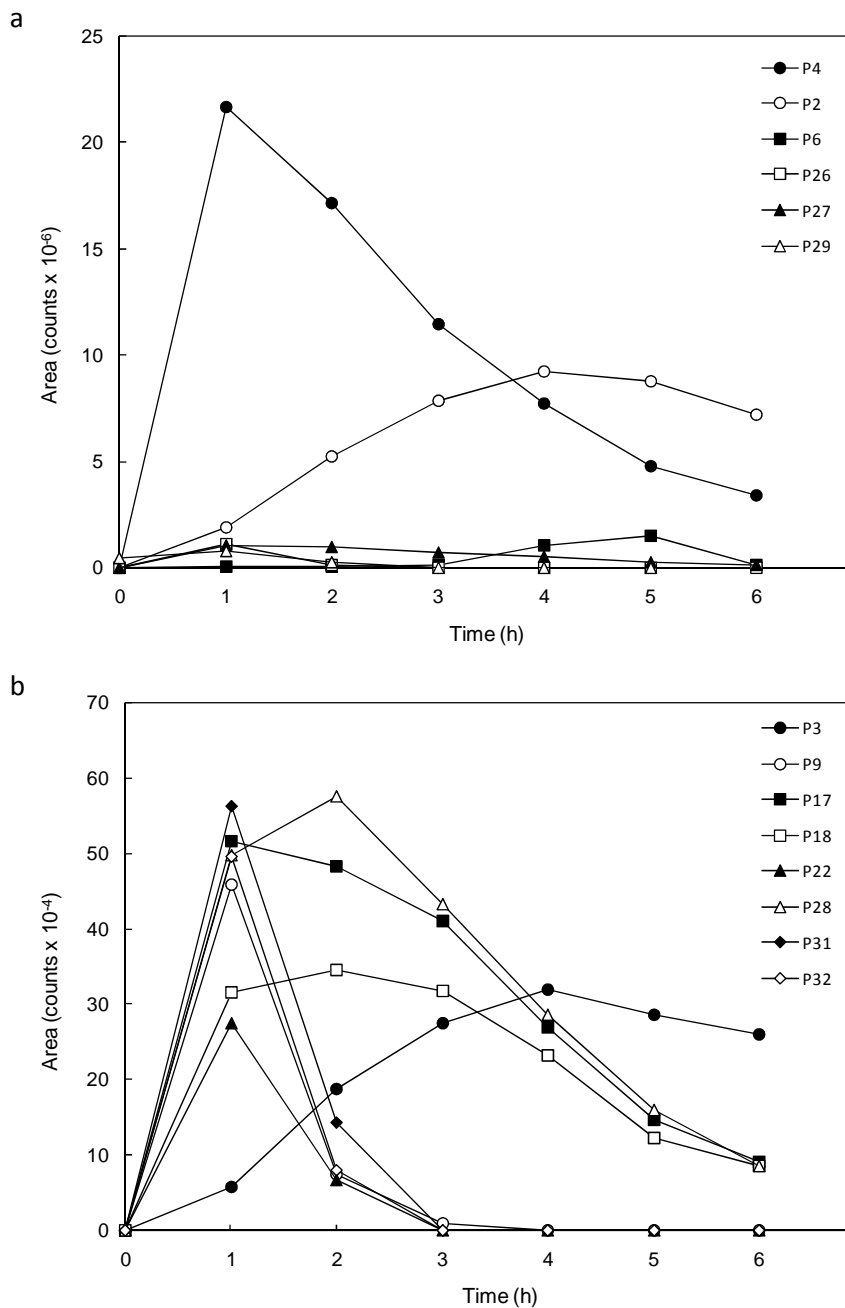 a
25
20
15
10
5
0
Area (counts x 10⁻⁶)
0 1 2 3 4 5 6
Time (h)
P4
P2
P6
P26
P27
P29
b
70
60
50
40
30
20
10
0
Area (counts x 10⁻⁴)
0 1 2 3 4 5 6
Time (h)
P3
P9
P17
P18
P22
P28
P31
P32